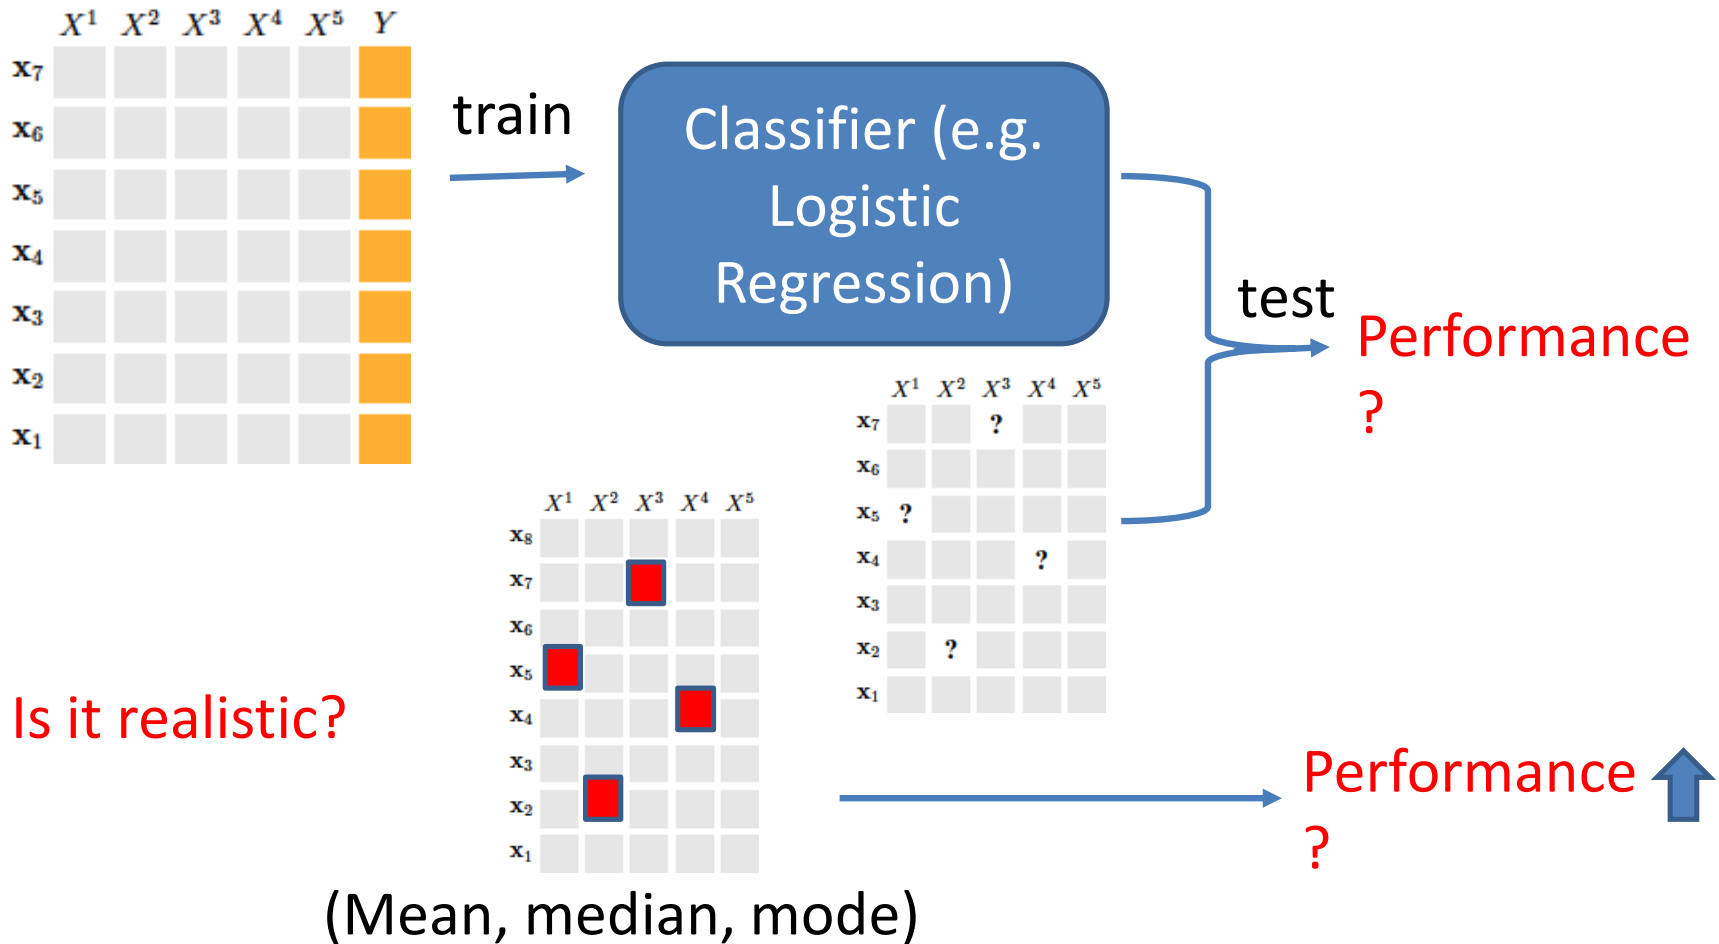 X¹ X² X³ X⁴ X⁵ Y
x₇
x₆
x₅
x₄
x₃
x₂
x₁
train
Classifier (e.g.
Logistic
Regression)
test
Performance
?
X¹ X² X³ X⁴ X⁵
x₇ ?
x₆
x₅ ?
x₄ ?
x₃
x₂ ?
x₁
X¹ X² X³ X⁴ X⁵
x₈
x₇
x₆
x₅
x₄
x₃
x₂
x₁
Is it realistic?
(Mean, median, mode)
Performance
?